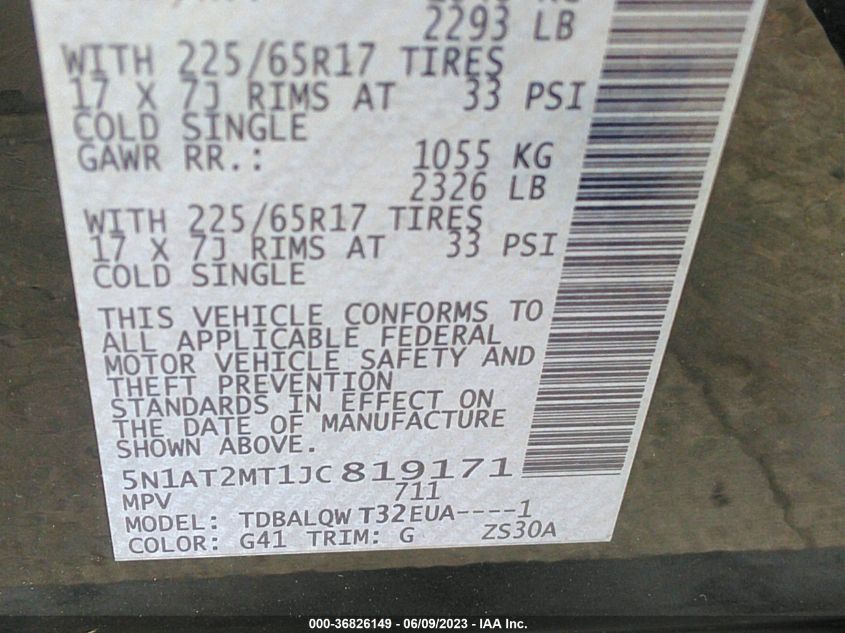 2293 LB
WITH 225/65R17 TIRES
17 X 7J RIMS AT 33 PSI
COLD SINGLE
GAWR RR.: 1055 KG
2326 LB
WITH 225/65R17 TIRES
17 X 7J RIMS AT 33 PSI
COLD SINGLE
THIS VEHICLE CONFORMS TO
ALL APPLICABLE FEDERAL
MOTOR VEHICLE SAFETY AND
THEFT PREVENTION
STANDARDS IN EFFECT ON
THE DATE OF MANUFACTURE
SHOWN ABOVE.
5N1AT2MT1JC819171
MPV 711
MODEL: TDBALQW T32EUA----1
COLOR: G41 TRIM: G ZS30A
000-36826149 - 06/09/2023 - IAA Inc.